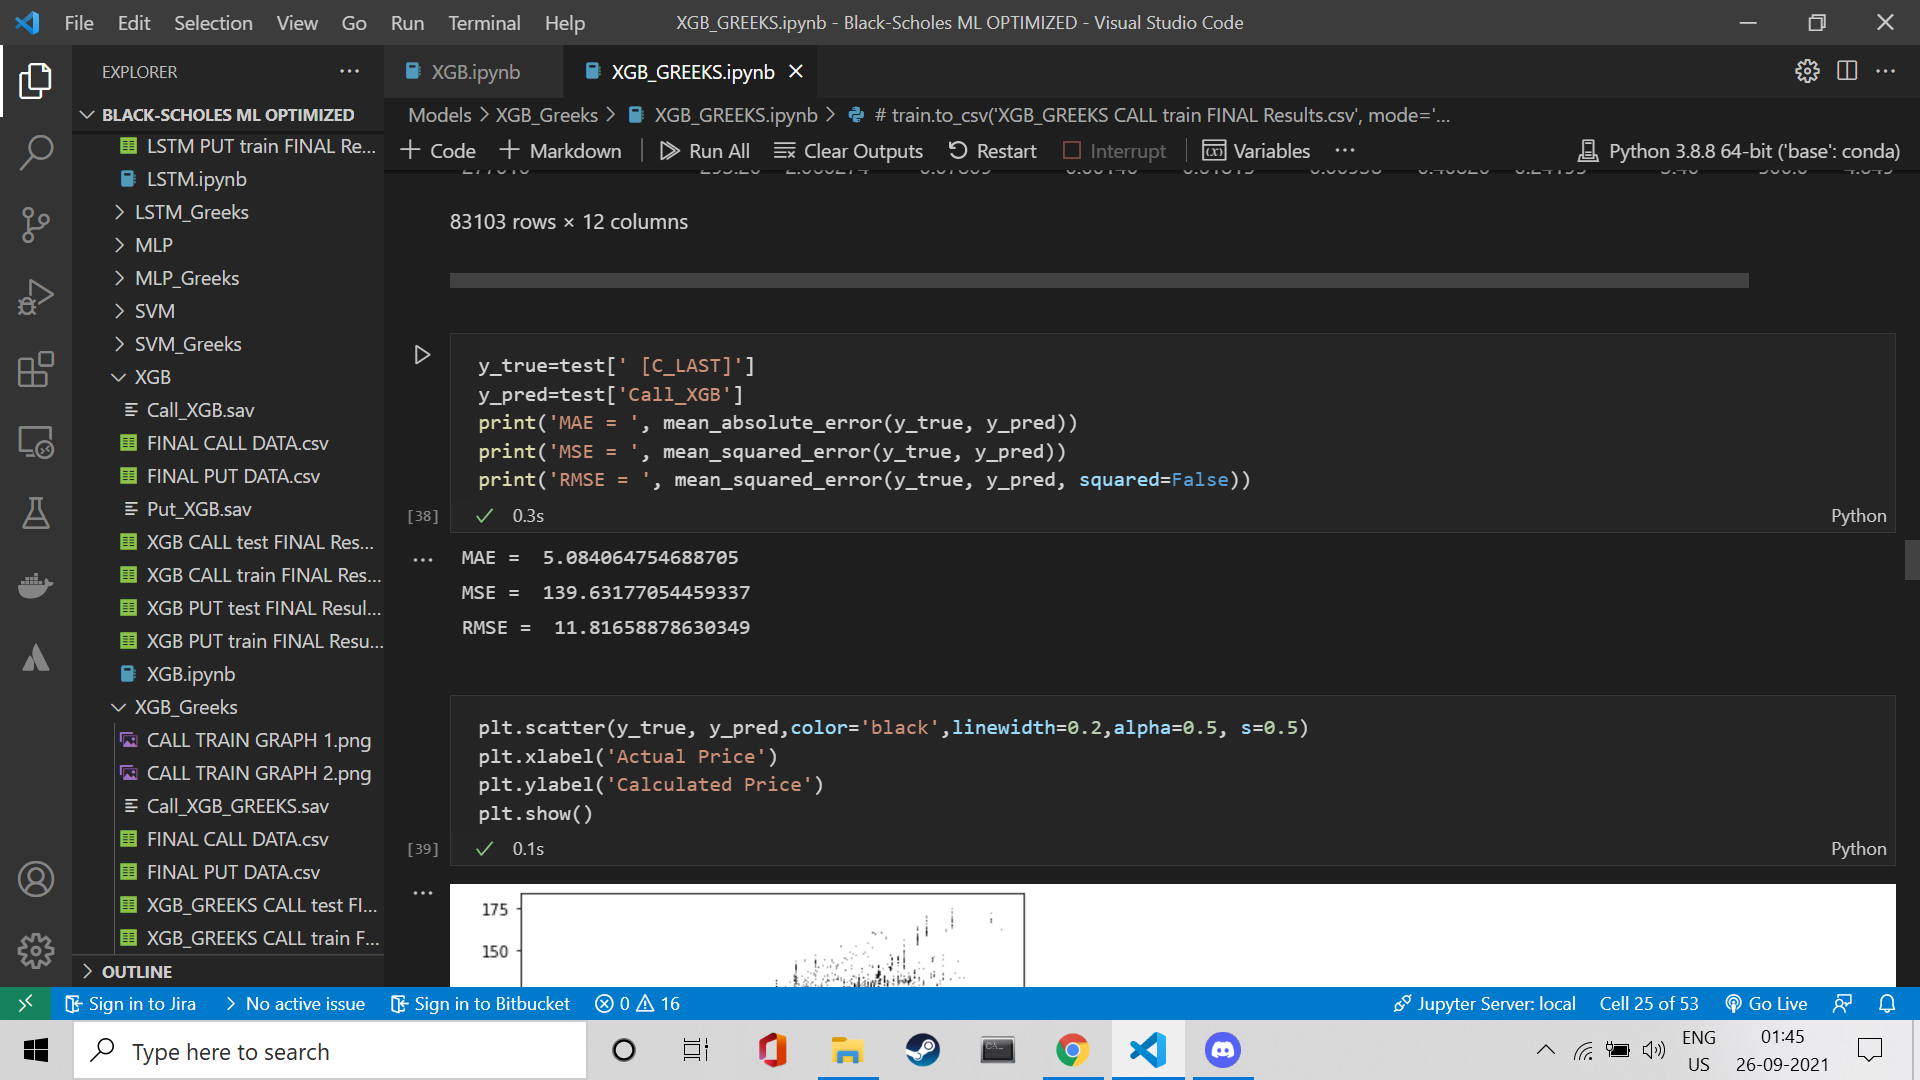 File Edit Selection View Go Run Terminal Help
XGB_GREEKS.ipynb - Black-Scholes ML OPTIMIZED - Visual Studio Code
EXPLORER
BLACK-SCHOLES ML OPTIMIZED
LSTM PUT train FINAL Re...
LSTM.ipynb
LSTM_Greeks
MLP
MLP_Greeks
SVM
SVM_Greeks
XGB
Call_XGB.sav
FINAL CALL DATA.csv
FINAL PUT DATA.csv
Put_XGB.sav
XGB CALL test FINAL Res...
XGB CALL train FINAL Res...
XGB PUT test FINAL Resul...
XGB PUT train FINAL Resu...
XGB.ipynb
XGB_Greeks
CALL TRAIN GRAPH 1.png
CALL TRAIN GRAPH 2.png
Call_XGB_GREEKS.sav
FINAL CALL DATA.csv
FINAL PUT DATA.csv
XGB_GREEKS CALL test FI...
XGB_GREEKS CALL train F...
OUTLINE
XGB.ipynb XGB_GREEKS.ipynb
Models > XGB_Greeks > XGB_GREEKS.ipynb > # train.to_csv('XGB_GREEKS CALL train FINAL Results.csv', mode='...
+ Code + Markdown Run All Clear Outputs Restart Interrupt Variables ... Python 3.8.8 64-bit ('base': conda)
83103 rows × 12 columns
y_true=test[' [C_LAST]']
y_pred=test['Call_XGB']
print('MAE = ', mean_absolute_error(y_true, y_pred))
print('MSE = ', mean_squared_error(y_true, y_pred))
print('RMSE = ', mean_squared_error(y_true, y_pred, squared=False))
[38] 0.3s Python
MAE = 5.084064754688705
MSE = 139.63177054459337
RMSE = 11.81658878630349
plt.scatter(y_true, y_pred,color='black',linewidth=0.2,alpha=0.5, s=0.5)
plt.xlabel('Actual Price')
plt.ylabel('Calculated Price')
plt.show()
[39] 0.1s Python
175
150
Sign in to Jira No active issue Sign in to Bitbucket 0 16 Jupyter Server: local Cell 25 of 53 Go Live
Type here to search
ENG
US
01:45
26-09-2021